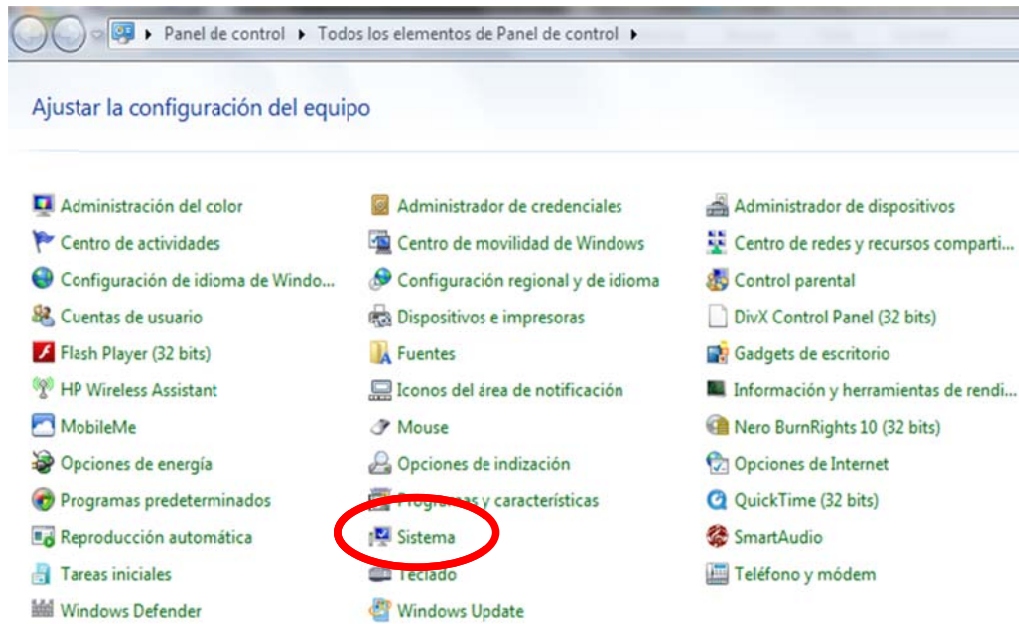 Panel de control ▸ Todos los elementos de Panel de control ▸
Ajustar la configuración del equipo
Administración del color
Administrador de credenciales
Administrador de dispositivos
Centro de actividades
Centro de movilidad de Windows
Centro de redes y recursos comparti...
Configuración de idioma de Windo...
Configuración regional y de idioma
Control parental
Cuentas de usuario
Dispositivos e impresoras
DivX Control Panel (32 bits)
Flash Player (32 bits)
Fuentes
Gadgets de escritorio
HP Wireless Assistant
Iconos del área de notificación
Información y herramientas de rendi...
MobileMe
Mouse
Nero BurnRights 10 (32 bits)
Opciones de energía
Opciones de indización
Opciones de Internet
Programas predeterminados
Programas y características
QuickTime (32 bits)
Reproducción automática
Sistema
SmartAudio
Tareas iniciales
Teclado
Teléfono y módem
Windows Defender
Windows Update